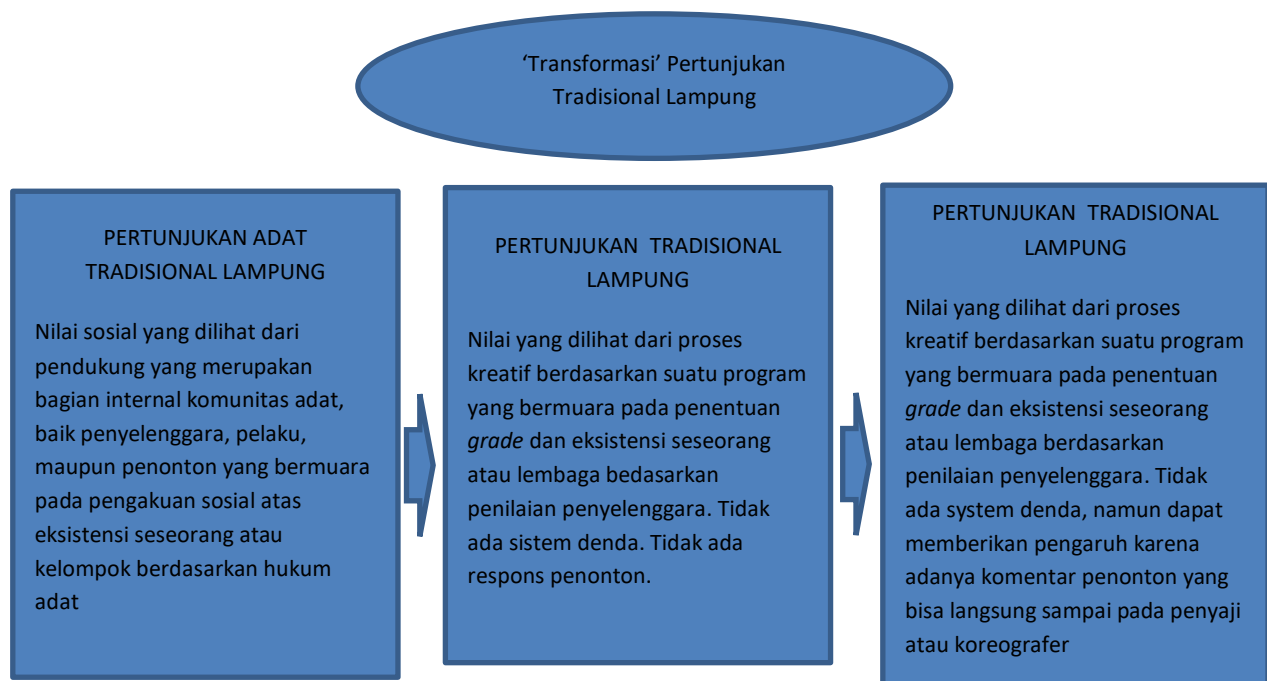 ‘Transformasi’ Pertunjukan
Tradisional Lampung
PERTUNJUKAN ADAT
TRADISIONAL LAMPUNG
Nilai sosial yang dilihat dari
pendukung yang merupakan
bagian internal komunitas adat,
baik penyelenggara, pelaku,
maupun penonton yang bermuara
pada pengakuan sosial atas
eksistensi seseorang atau
kelompok berdasarkan hukum
adat
PERTUNJUKAN TRADISIONAL
LAMPUNG
Nilai yang dilihat dari proses
kreatif berdasarkan suatu program
yang bermuara pada penentuan
grade dan eksistensi seseorang
atau lembaga bedasarkan
penilaian penyelenggara. Tidak
ada sistem denda. Tidak ada
respons penonton.
PERTUNJUKAN TRADISIONAL
LAMPUNG
Nilai yang dilihat dari proses
kreatif berdasarkan suatu program
yang bermuara pada penentuan
grade dan eksistensi seseorang
atau lembaga berdasarkan
penilaian penyelenggara. Tidak
ada system denda, namun dapat
memberikan pengaruh karena
adanya komentar penonton yang
bisa langsung sampai pada penyaji
atau koreografer